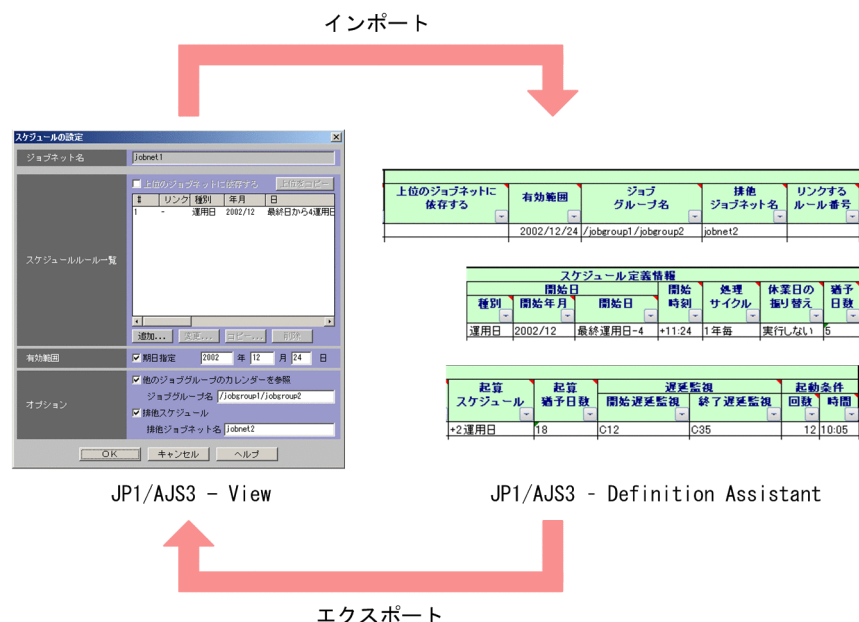 インポート
スケジュールの設定
ジョブネット名 jobnet1
上位のジョブネットに依存する 上位をコピー
# リンク 種別 年月 日
1 - 運用日 2002/12 最終日から4運用日
スケジュールルール一覧
追加... 変更... コピー... 削除
有効範囲 期日指定 2002 年 12 月 24 日
他のジョブグループのカレンダーを参照
ジョブグループ名 /jobgroup1/jobgroup2
オプション
排他スケジュール
排他ジョブネット名 jobnet2
OK キャンセル ヘルプ
JP1/AJS3 - View
上位のジョブネットに依存する 有効範囲 ジョブグループ名 排他ジョブネット名 リンクするルール番号
2002/12/24 /jobgroup1/jobgroup2 jobnet2
スケジュール定義情報
開始日 開始時刻 処理サイクル 休業日の振り替え 猶予日数
種別 開始年月 開始日
運用日 2002/12 最終運用日-4 +11:24 1年毎 実行しない 5
起算スケジュール 起算猶予日数 遅延監視 起動条件
開始遅延監視 終了遅延監視 回数 時間
+2運用日 18 C12 C35 12 10:05
JP1/AJS3 - Definition Assistant
エクスポート